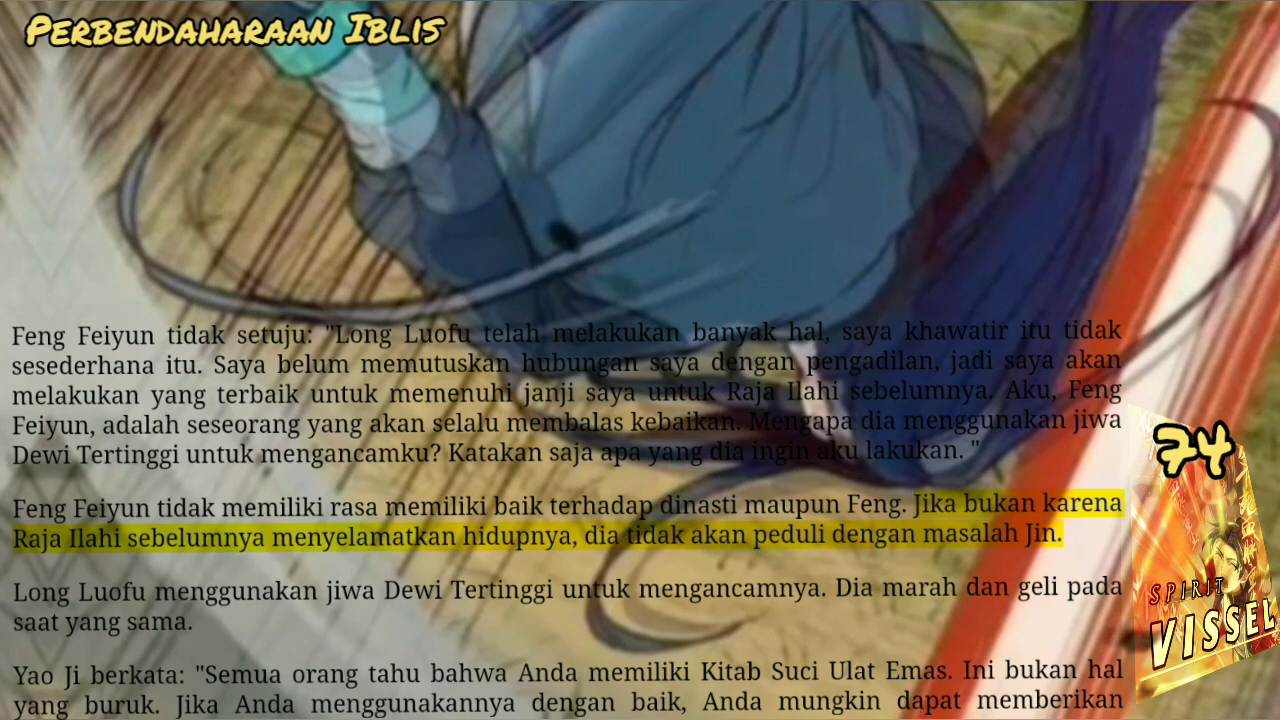 PERBENDAHARAAN IBLIS
Feng Feiyun tidak setuju: "Long Luofu telah melakukan banyak hal, saya khawatir itu tidak
sesederhana itu. Saya belum memutuskan hubungan saya dengan pengadilan, jadi saya akan
melakukan yang terbaik untuk memenuhi janji saya untuk Raja Ilahi sebelumnya. Aku, Feng
Feiyun, adalah seseorang yang akan selalu membalas kebaikan. Mengapa dia menggunakan jiwa
Dewi Tertinggi untuk mengancamku? Katakan saja apa yang dia ingin aku lakukan. "
Feng Feiyun tidak memiliki rasa memiliki baik terhadap dinasti maupun Feng. Jika bukan karena
Raja Ilahi sebelumnya menyelamatkan hidupnya, dia tidak akan peduli dengan masalah Jin.
Long Luofu menggunakan jiwa Dewi Tertinggi untuk mengancamnya. Dia marah dan geli pada
saat yang sama.
Yao Ji berkata: "Semua orang tahu bahwa Anda memiliki Kitab Suci Ulat Emas. Ini bukan hal
yang buruk. Jika Anda menggunakannya dengan baik, Anda mungkin dapat memberikan
74
SPIRIT
VISSEL